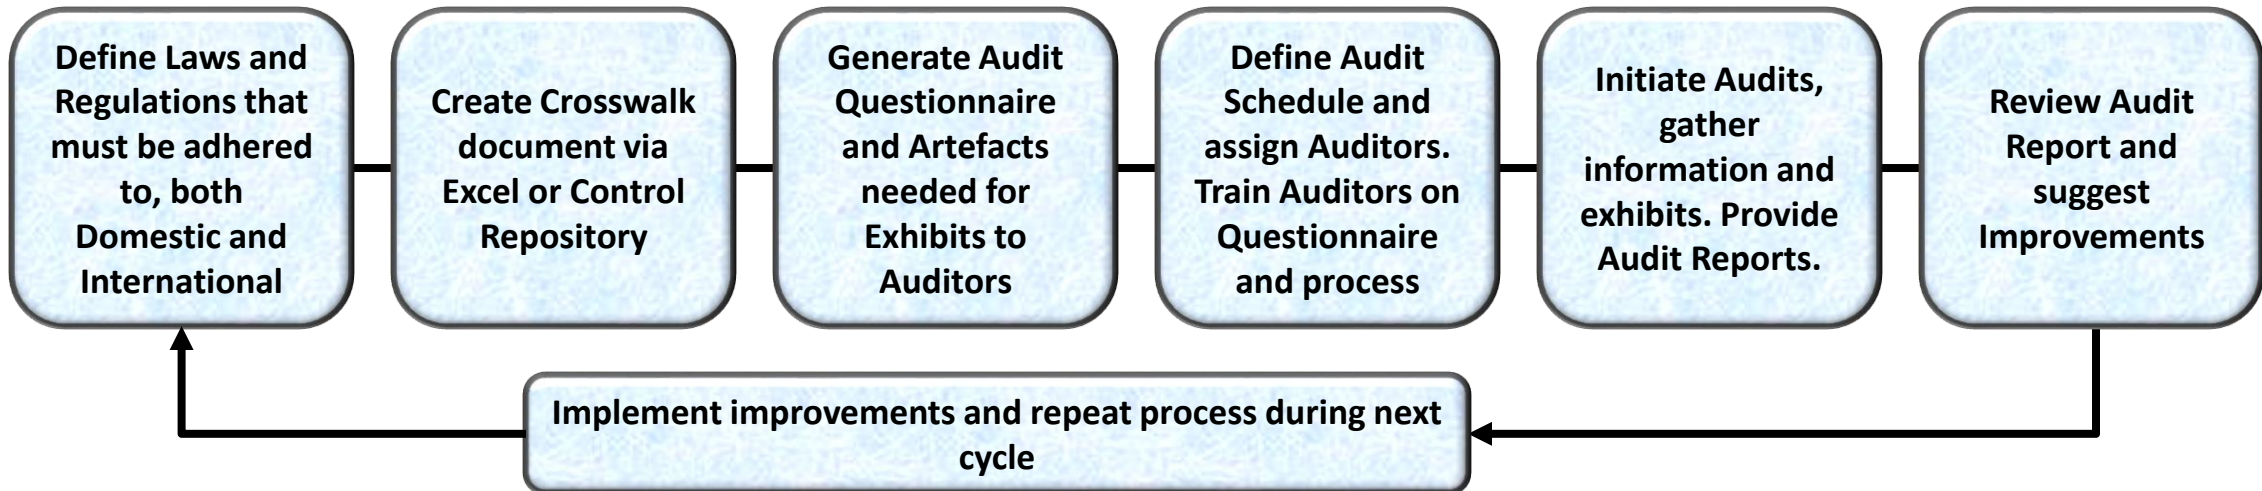 Define Laws and
Regulations that
must be adhered
to, both
Domestic and
International
Create Crosswalk
document via
Excel or Control
Repository
Generate Audit
Questionnaire
and Artefacts
needed for
Exhibits to
Auditors
Define Audit
Schedule and
assign Auditors.
Train Auditors on
Questionnaire
and process
Initiate Audits,
gather
information and
exhibits. Provide
Audit Reports.
Review Audit
Report and
suggest
Improvements
Implement improvements and repeat process during next
cycle